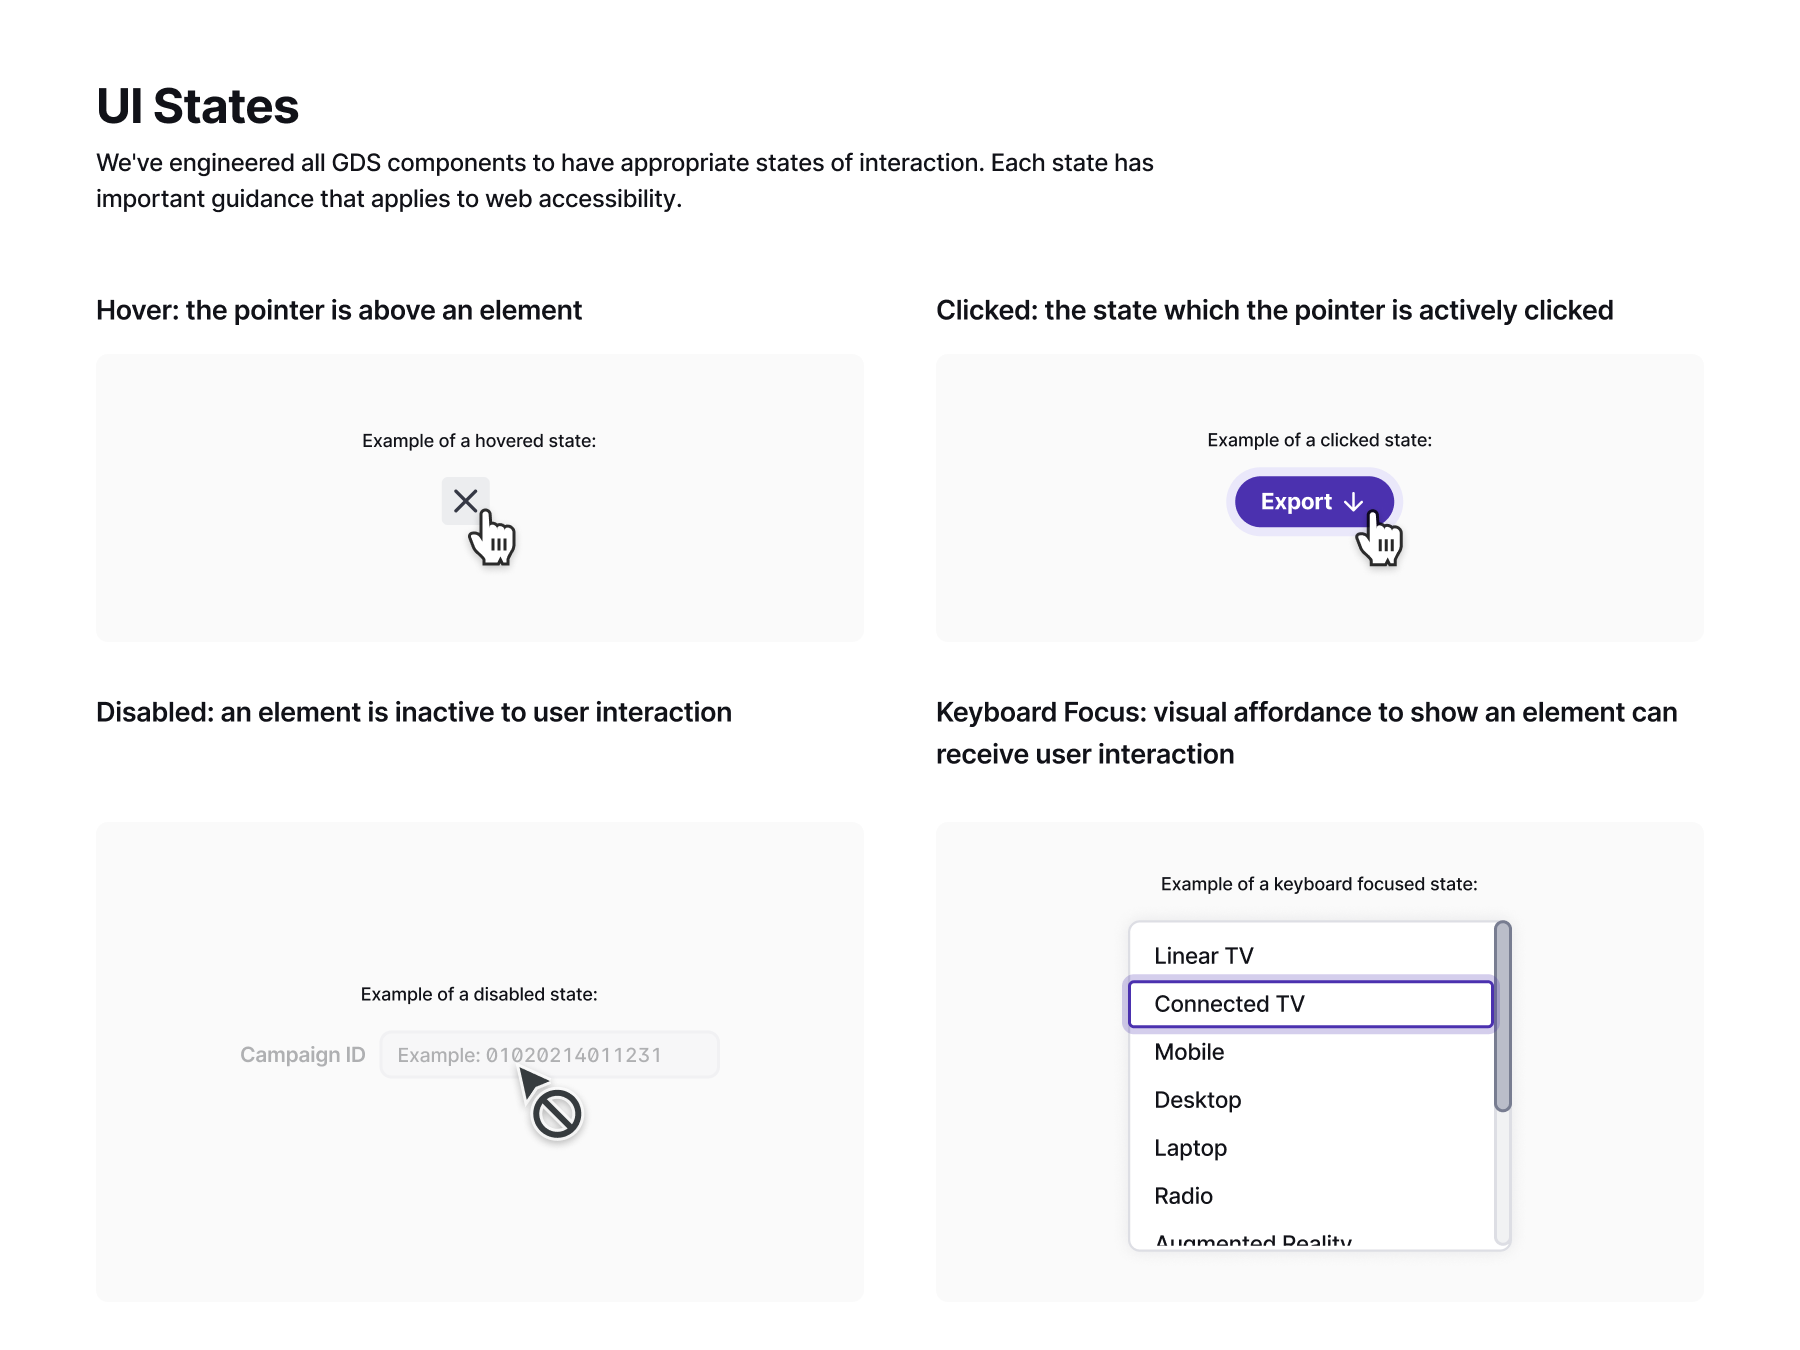 UI States
We've engineered all GDS components to have appropriate states of interaction. Each state has
important guidance that applies to web accessibility.
Hover: the pointer is above an element
Example of a hovered state:
Clicked: the state which the pointer is actively clicked
Example of a clicked state:
Export
Disabled: an element is inactive to user interaction
Example of a disabled state:
Campaign ID
Example: 01020214011231
Keyboard Focus: visual affordance to show an element can
receive user interaction
Example of a keyboard focused state:
Linear TV
Connected TV
Mobile
Desktop
Laptop
Radio
Augmented Reality